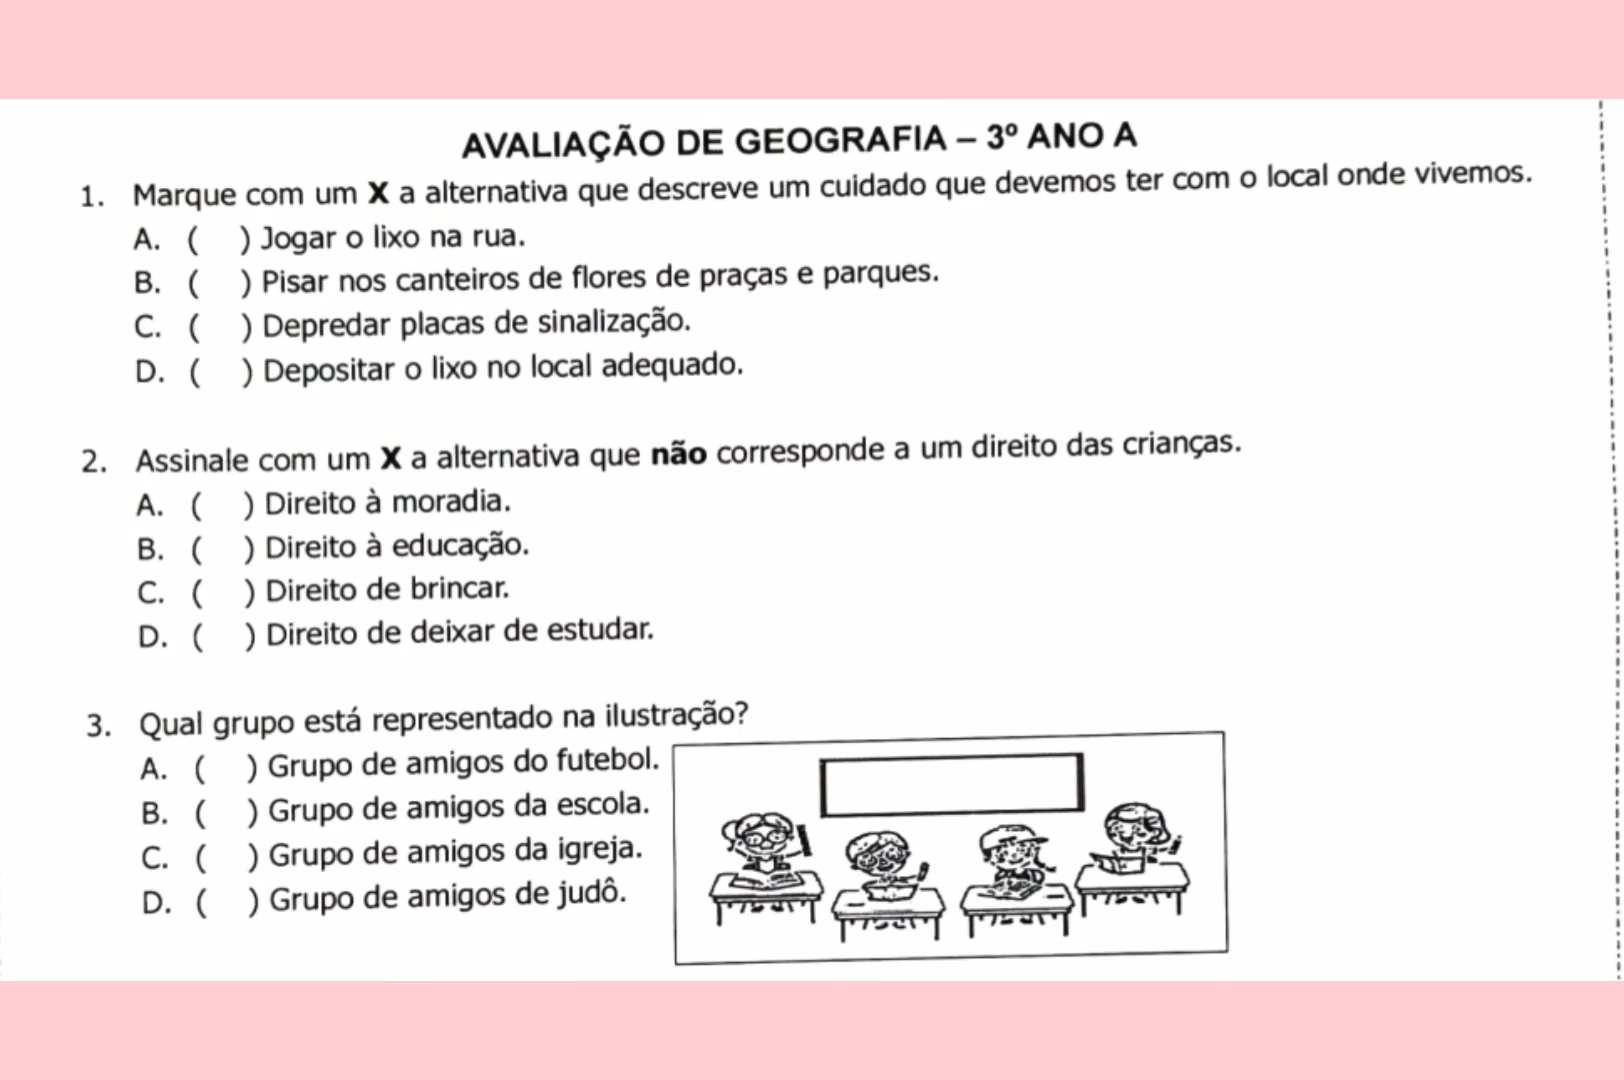 AVALIAÇÃO DE GEOGRAFIA – 3º ANO A
1. Marque com um X a alternativa que descreve um cuidado que devemos ter com o local onde vivemos.
A. ( ) Jogar o lixo na rua.
B. ( ) Pisar nos canteiros de flores de praças e parques.
C. ( ) Depredar placas de sinalização.
D. ( ) Depositar o lixo no local adequado.
2. Assinale com um X a alternativa que não corresponde a um direito das crianças.
A. ( ) Direito à moradia.
B. ( ) Direito à educação.
C. ( ) Direito de brincar.
D. ( ) Direito de deixar de estudar.
3. Qual grupo está representado na ilustração?
A. ( ) Grupo de amigos do futebol.
B. ( ) Grupo de amigos da escola.
C. ( ) Grupo de amigos da igreja.
D. ( ) Grupo de amigos de judô.